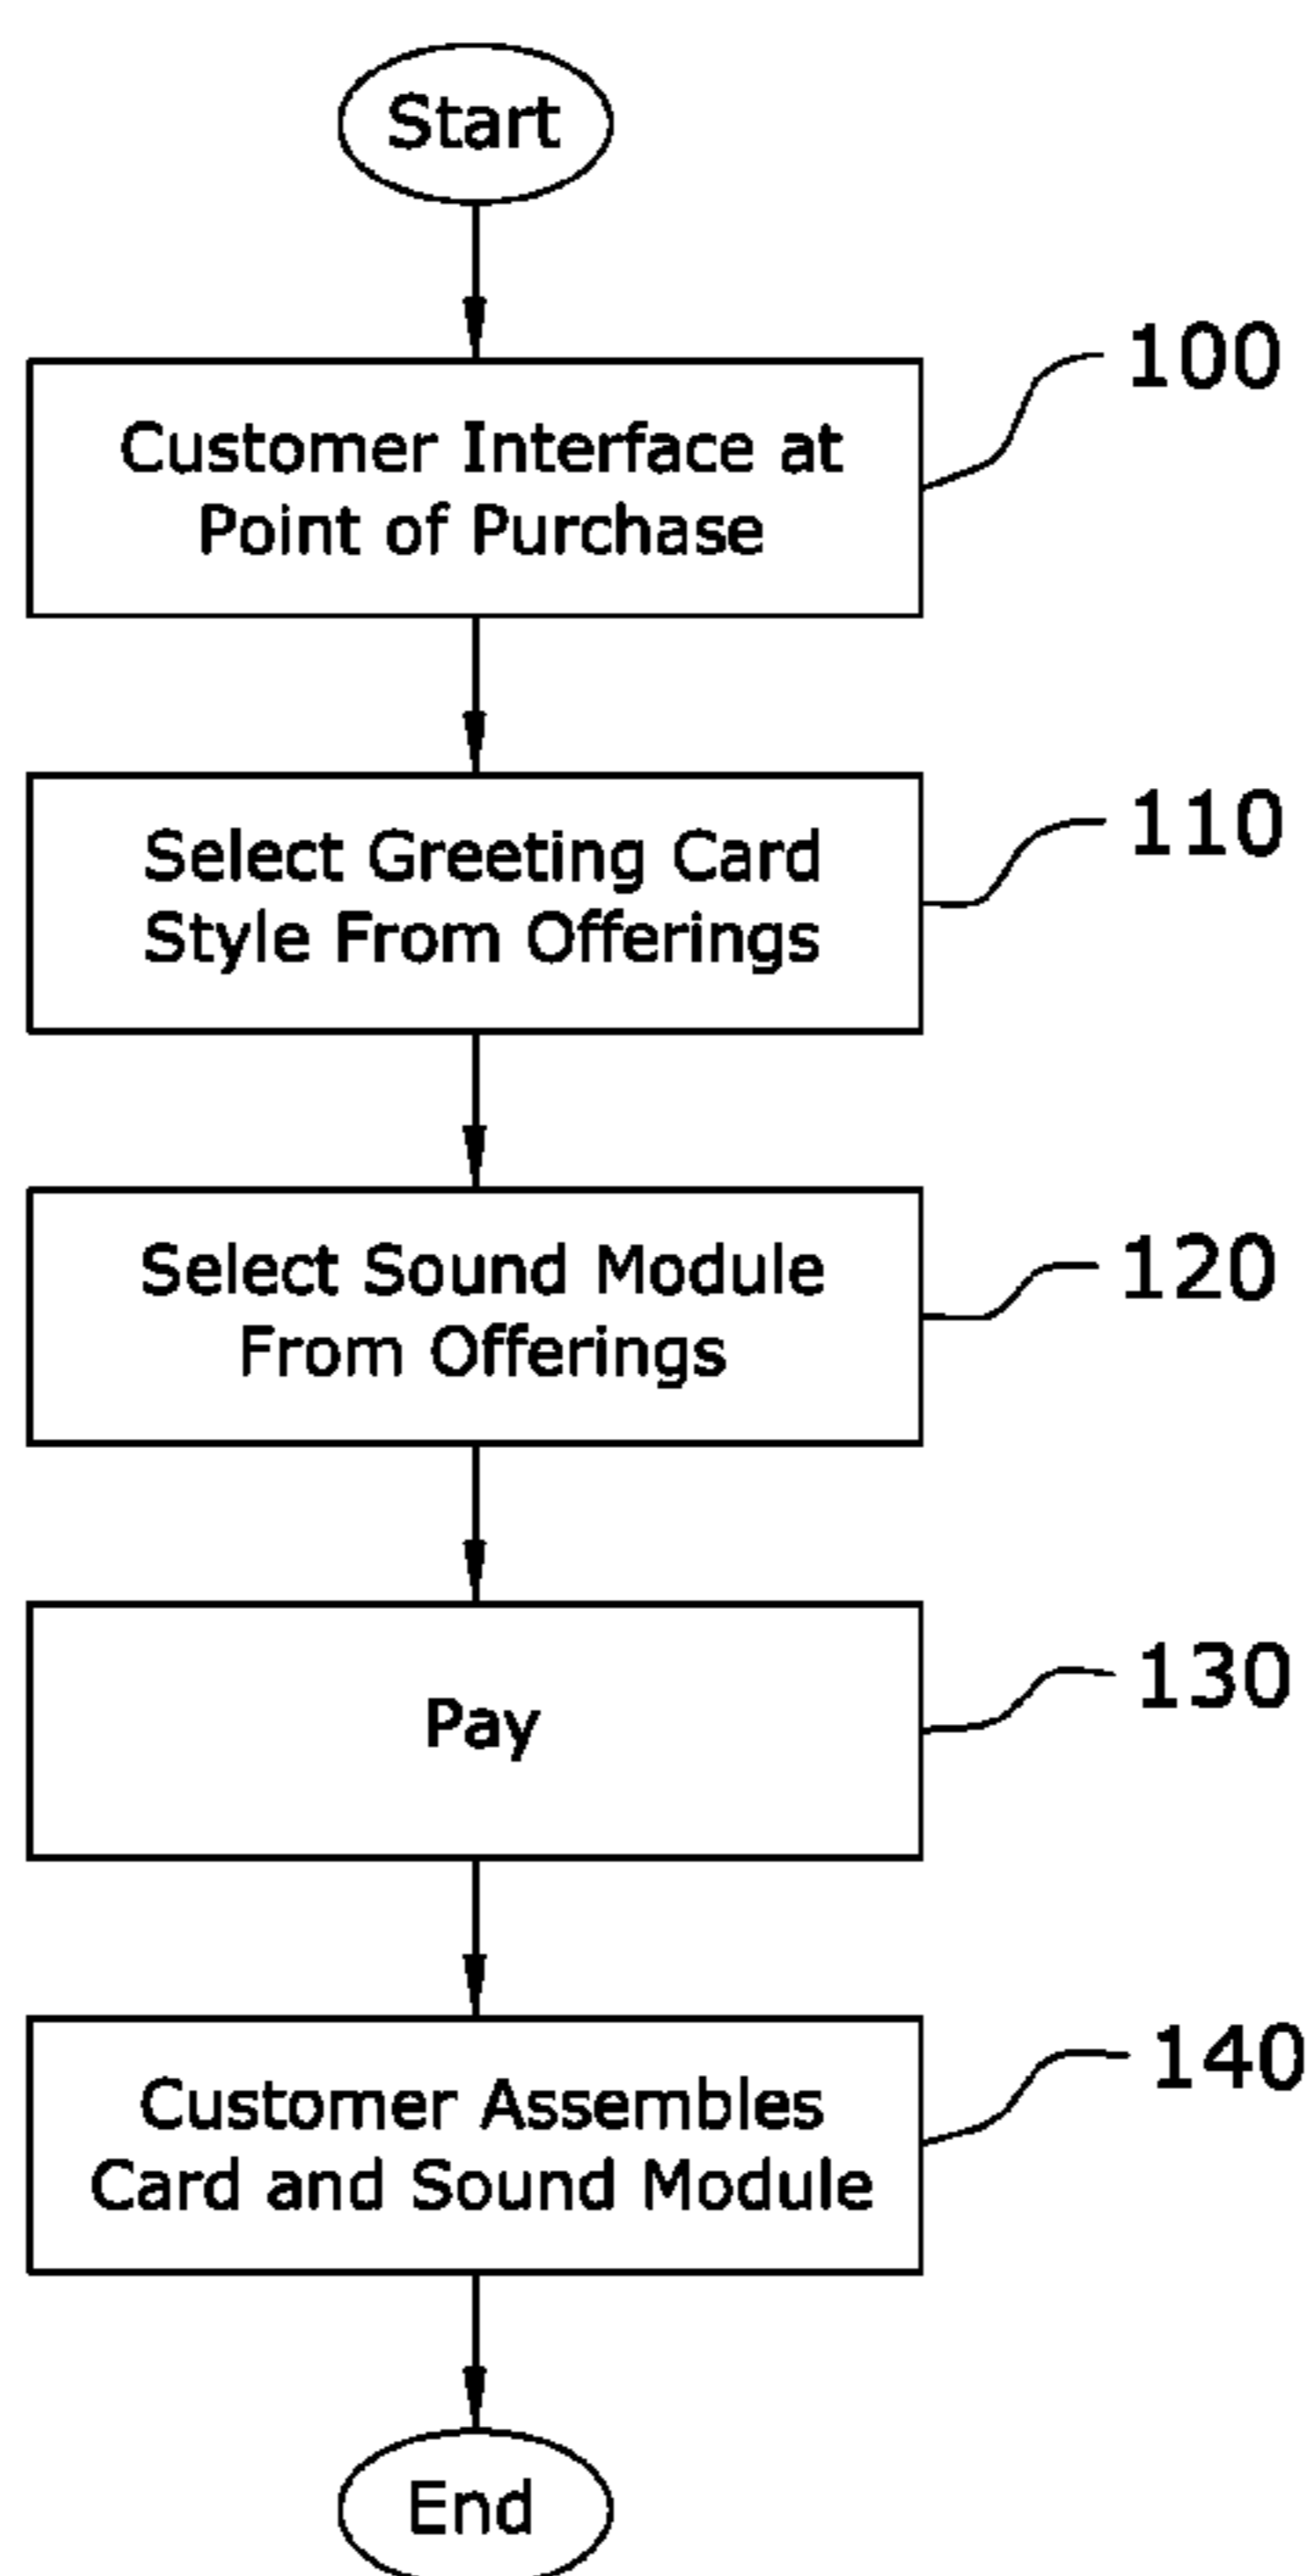 Start
100
Customer Interface at
Point of Purchase
110
Select Greeting Card
Style From Offerings
120
Select Sound Module
From Offerings
130
Pay
140
Customer Assembles
Card and Sound Module
End